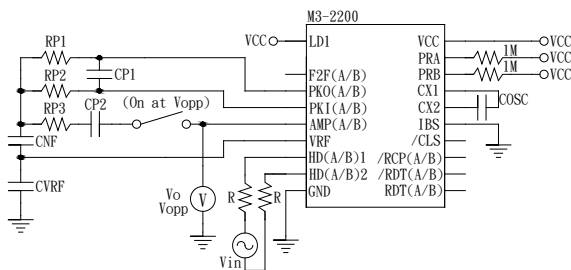 M3-2200
VCC LD1 VCC VCC
RP1 PRA 1M VCC
F2F(A/B) PRB 1M VCC
RP2 CP1 PKO(A/B) CX1
RP3 CP2 (On at Vopp) PKI(A/B) CX2 COSC
AMP(A/B) IBS
CNF VRF /CLS
HD(A/B)1 /RCP(A/B)
CVRF Vo Vopp V R R HD(A/B)2 /RDT(A/B)
GND RDT(A/B)
Vin